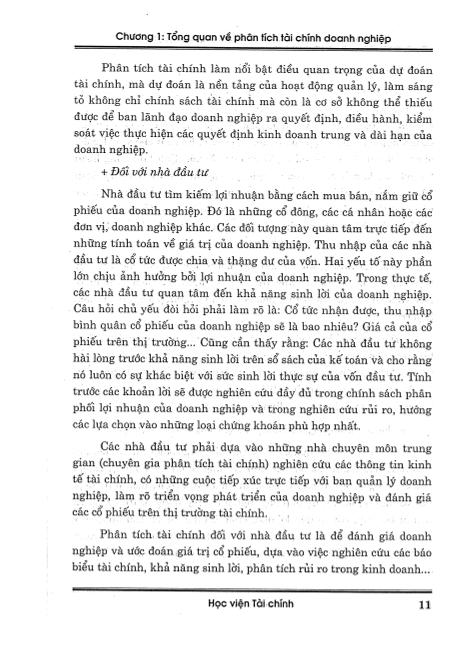 Chương 1: Tổng quan về phân tích tài chính doanh nghiệp
Phân tích tài chính làm nổi bật điều quan trọng của dự đoán
tài chính, mà dự đoán là nền tảng của hoạt động quản lý, làm sáng
tỏ không chỉ chính sách tài chính mà còn là cơ sở không thể thiếu
được để ban lãnh đạo doanh nghiệp ra quyết định, điều hành, kiểm
soát việc thực hiện các quyết định kinh doanh trung và dài hạn của
doanh nghiệp.
+ Đối với nhà đầu tư
Nhà đầu tư tìm kiếm lợi nhuận bằng cách mua bán, nắm giữ cổ
phiếu của doanh nghiệp. Đó là những cổ đông, các cá nhân hoặc các
đơn vị, doanh nghiệp khác. Các đối tượng này quan tâm trực tiếp đến
những tính toán về giá trị của doanh nghiệp. Thu nhập của các nhà
đầu tư là cổ tức được chia và thặng dư của vốn. Hai yếu tố này phần
lớn chịu ảnh hưởng bởi lợi nhuận của doanh nghiệp. Trong thực tế,
các nhà đầu tư quan tâm đến khả năng sinh lời của doanh nghiệp.
Câu hỏi chủ yếu đòi hỏi phải làm rõ là: Cổ tức nhận được, thu nhập
bình quân cổ phiếu của doanh nghiệp sẽ là bao nhiêu? Giá cả của cổ
phiếu trên thị trường... Cũng cần thấy rằng: Các nhà đầu tư không
hài lòng trước khả năng sinh lời trên sổ sách của kế toán và cho rằng
nó luôn có sự khác biệt với sinh lời thực sự của vốn đầu tư. Tính
trước các khoản lời sẽ được nghiên cứu đầy đủ trong chính sách phân
phối lợi nhuận của doanh nghiệp và trong nghiên cứu rủi ro, hướng
các lựa chọn vào những loại chứng khoán phù hợp nhất.
Các nhà đầu tư phải dựa vào những nhà chuyên môn trung
gian (chuyên gia phân tích tài chính) nghiên cứu các thông tin kinh
tế tài chính, có những cuộc tiếp xúc trực tiếp với ban quản lý doanh
nghiệp, làm rõ triển vọng phát triển của doanh nghiệp và đánh giá
các cổ phiếu trên thị trường tài chính.
Phân tích tài chính đối với nhà đầu tư là để đánh giá doanh
nghiệp và ước đoán giá trị cổ phiếu, dựa vào việc nghiên cứu các báo
biểu tài chính, khả năng sinh lời, phân tích rủi ro trong kinh doanh...
Học viện Tài chính
11